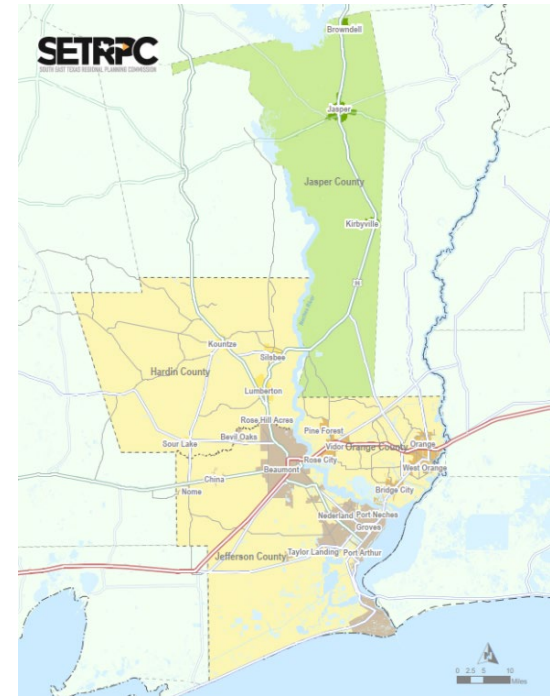 SETRPC
SOUTH EAST TEXAS REGIONAL PLANNING COMMISSION
Browndell
Jasper
Jasper County
Kirbyville
96
Kountze
Silsbee
Hardin County
Lumberton
Rose Hill Acres
Pine Forest
Sour Lake
Bevil Oaks
Vidor
Orange County
Orange
Rose City
West Orange
Beaumont
China
Nome
Bridge City
Nederland
Port Neches
Groves
Jefferson County
Taylor Landing
Port Arthur
0 2.5 5 10
Miles